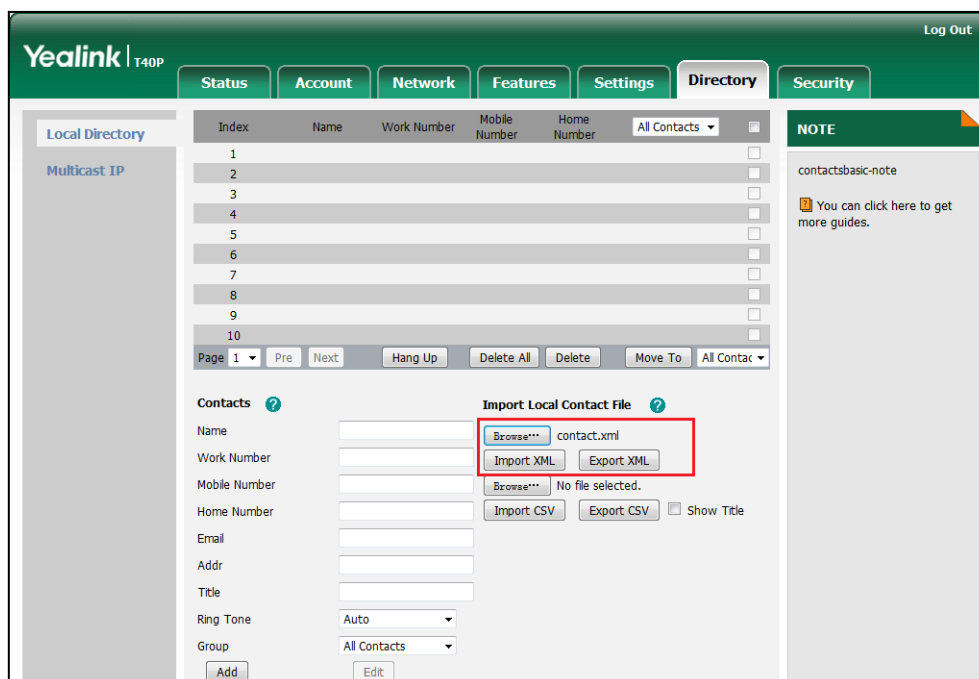 Log Out
Yealink | T40P
Status Account Network Features Settings Directory Security
Local Directory
Multicast IP
Index Name Work Number Mobile Number Home Number All Contacts
1
2
3
4
5
6
7
8
9
10
Page 1 Pre Next Hang Up Delete All Delete Move To All Contac
NOTE
contactsbasic-note
You can click here to get
more guides.
Contacts ? Import Local Contact File ?
Name Browse··· contact.xml
Work Number Import XML Export XML
Mobile Number Browse··· No file selected.
Home Number Import CSV Export CSV Show Title
Email
Addr
Title
Ring Tone Auto
Group All Contacts
Add Edit